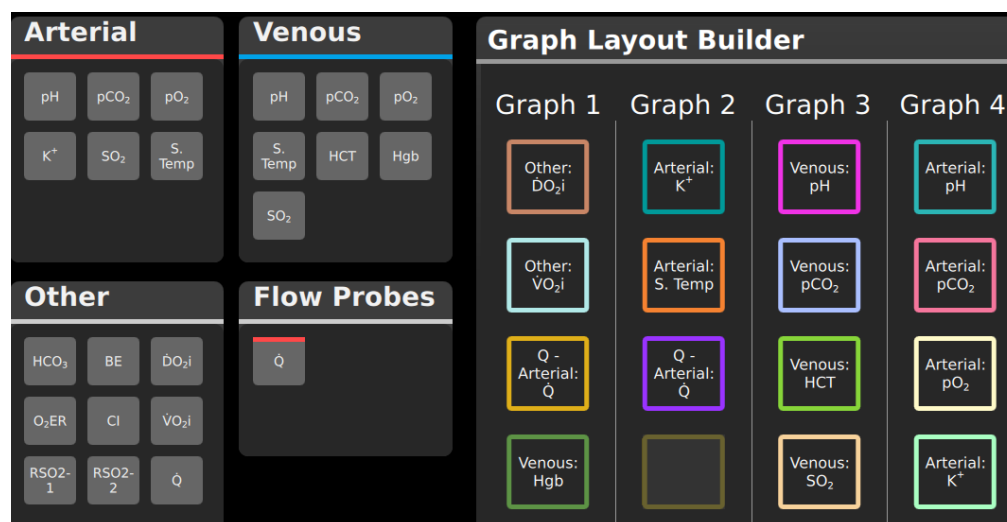 Arterial
pH
pCO₂
pO₂
K⁺
SO₂
S.
Temp
Venous
pH
pCO₂
pO₂
S.
Temp
HCT
Hgb
SO₂
Other
HCO₃
BE
ḊO₂i
O₂ER
CI
V̇O₂i
RSO2-
1
RSO2-
2
Q̇
Flow Probes
Q̇
Graph Layout Builder
Graph 1
Other:
ḊO₂i
Other:
V̇O₂i
Q -
Arterial:
Q̇
Venous:
Hgb
Graph 2
Arterial:
K⁺
Arterial:
S. Temp
Q -
Arterial:
Q̇
Graph 3
Venous:
pH
Venous:
pCO₂
Venous:
HCT
Venous:
SO₂
Graph 4
Arterial:
pH
Arterial:
pCO₂
Arterial:
pO₂
Arterial:
K⁺